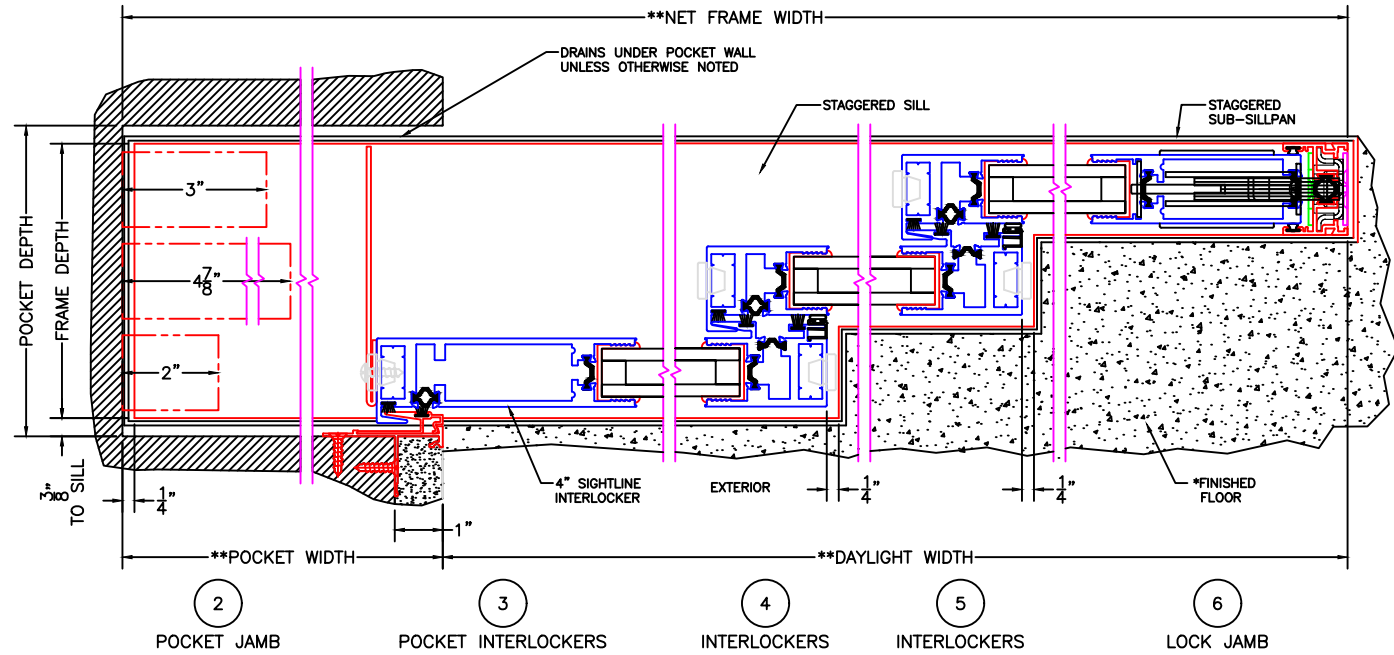 **NET FRAME WIDTH
DRAINS UNDER POCKET WALL
UNLESS OTHERWISE NOTED
STAGGERED SILL
STAGGERED
SUB-SILLPAN
POCKET DEPTH
FRAME DEPTH
3"
4 7/8"
2"
3/8"
TO SILL
1/4"
1"
4" SIGHTLINE
INTERLOCKER
EXTERIOR
1/4"
1/4"
*FINISHED
FLOOR
**POCKET WIDTH
**DAYLIGHT WIDTH
2
3
4
5
6
POCKET JAMB
POCKET INTERLOCKERS
INTERLOCKERS
INTERLOCKERS
LOCK JAMB